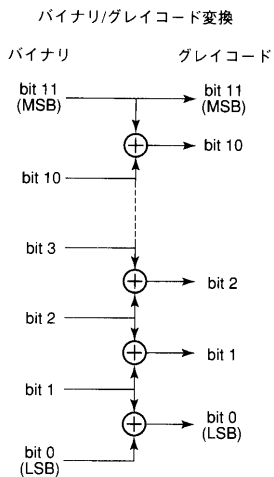 バイナリ/グレイコード変換
バイナリ
グレイコード
bit 11
(MSB)
bit 11
(MSB)
bit 10
bit 10
bit 3
bit 2
bit 2
bit 1
bit 1
bit 0
(LSB)
bit 0
(LSB)